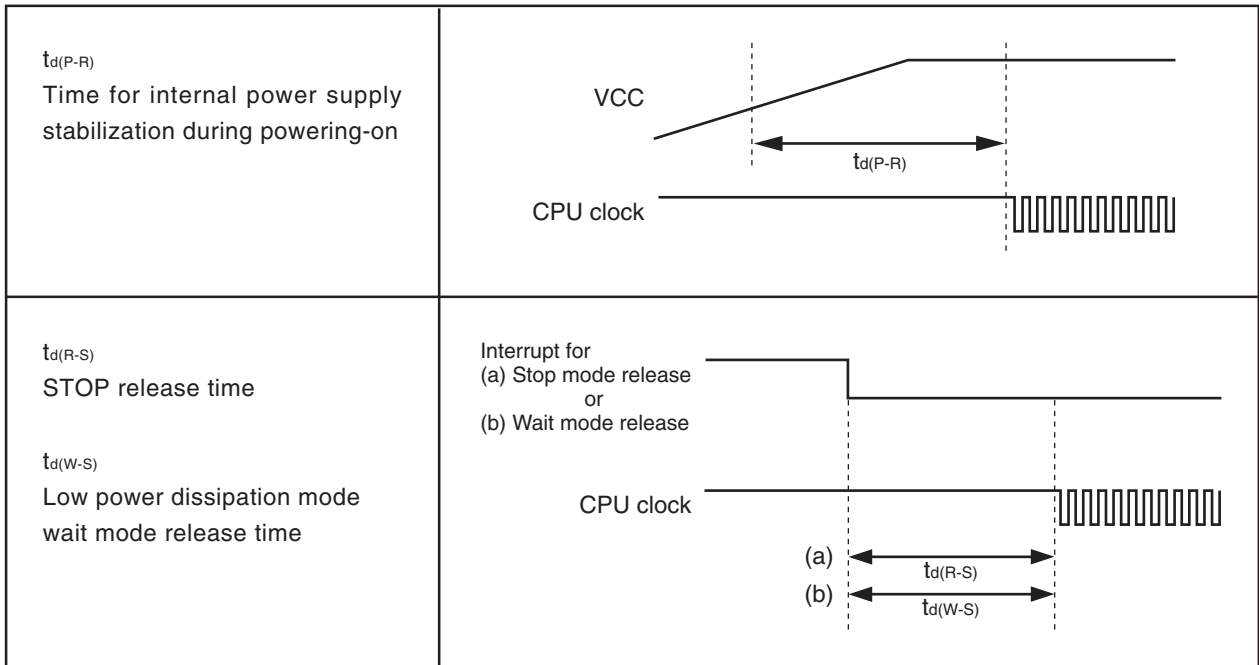 td(P-R)
Time for internal power supply
stabilization during powering-on
VCC
td(P-R)
CPU clock
td(R-S)
STOP release time
td(W-S)
Low power dissipation mode
wait mode release time
Interrupt for
(a) Stop mode release
or
(b) Wait mode release
CPU clock
(a)
td(R-S)
(b)
td(W-S)